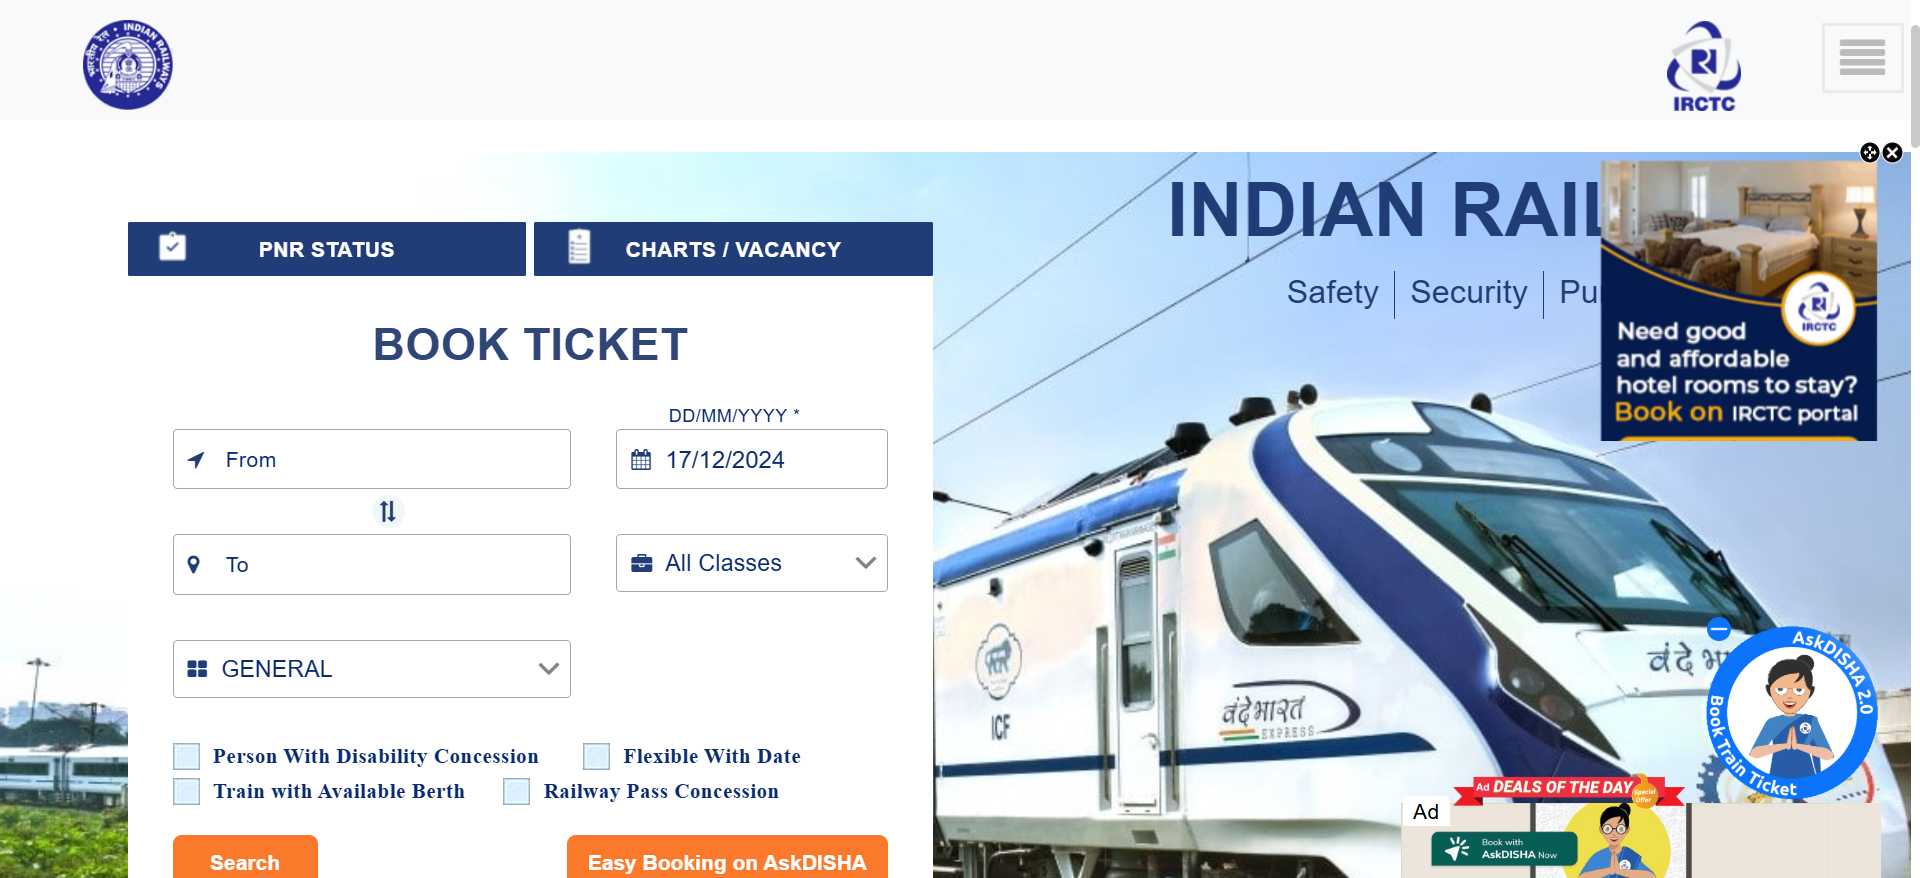 INDIAN RAILWAYS
भारतीय रेल
IRCTC
PNR STATUS
CHARTS / VACANCY
BOOK TICKET
DD/MM/YYYY *
From
17/12/2024
To
All Classes
GENERAL
Person With Disability Concession
Flexible With Date
Train with Available Berth
Railway Pass Concession
Search
Easy Booking on AskDISHA
INDIAN RAIL
Safety | Security | Pu
IRCTC
Need good
and affordable
hotel rooms to stay?
Book on IRCTC portal
ICF
वंदे भारत
EXPRESS
वंदे भ
AskDISHA 2.0
Book Train Ticket
Ad DEALS OF THE DAY
Special Offer
Ad
Book with
AskDISHA Now